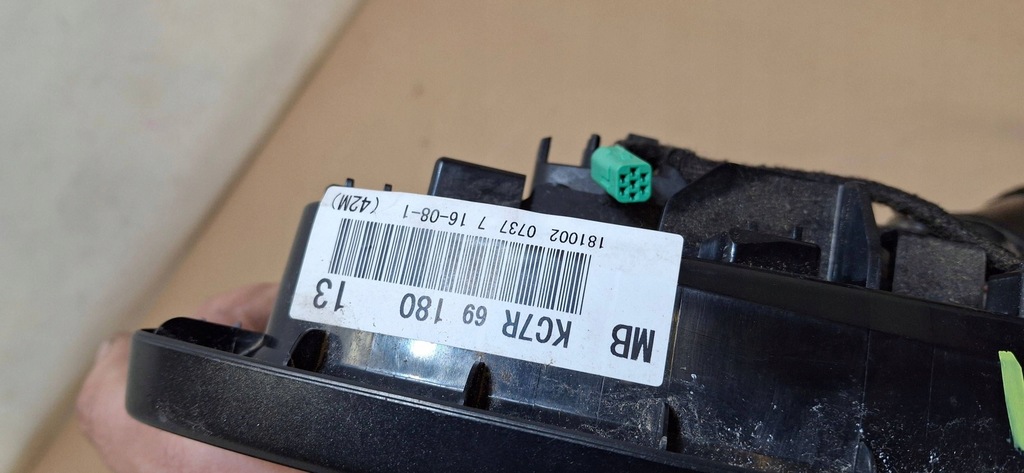 MB KC7R 69 180 13
181002 0737 7 16-08-1 (42M)